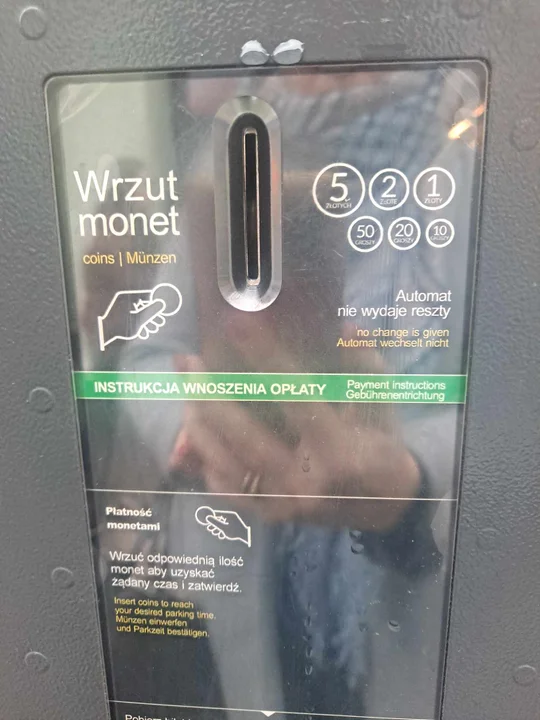 Wrzut
monet
coins | Münzen
5
ZŁOTYCH
2
ZŁOTE
1
ZŁOTY
50
GROSZY
20
GROSZY
10
GROSZY
Automat
nie wydaje reszty
no change is given
Automat wechselt nicht
INSTRUKCJA WNOSZENIA OPŁATY
Payment instructions
Gebührenentrichtung
Płatność
monetami
Wrzuć odpowiednią ilość
monet aby uzyskać
żądany czas i zatwierdź.
Insert coins to reach
your desired parking time.
Münzen einwerfen
und Parkzeit bestätigen.